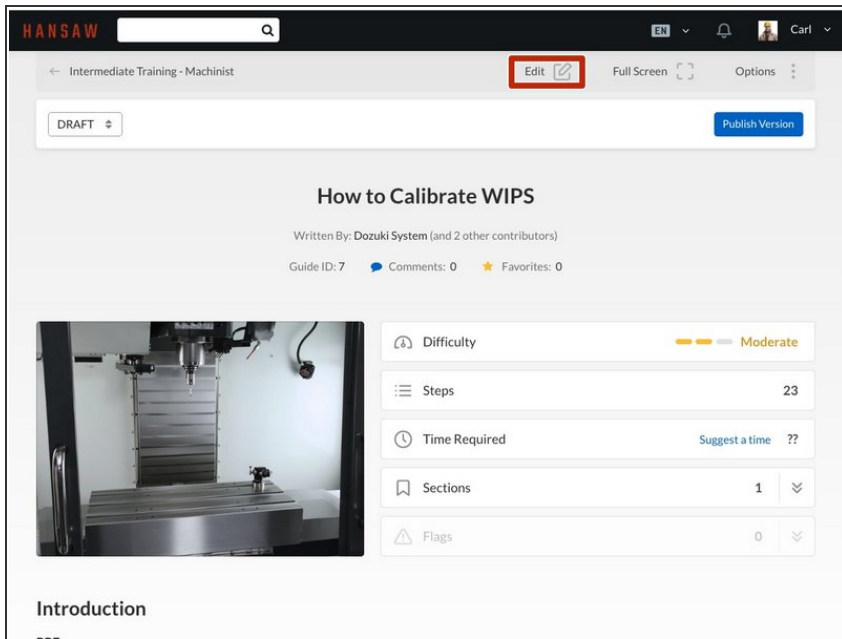 HANSAW
EN
Carl
Intermediate Training - Machinist
Edit
Full Screen
Options
DRAFT
Publish Version
How to Calibrate WIPS
Written By: Dozuki System (and 2 other contributors)
Guide ID: 7 Comments: 0 Favorites: 0
Difficulty Moderate
Steps 23
Time Required Suggest a time ??
Sections 1
Flags 0
Introduction